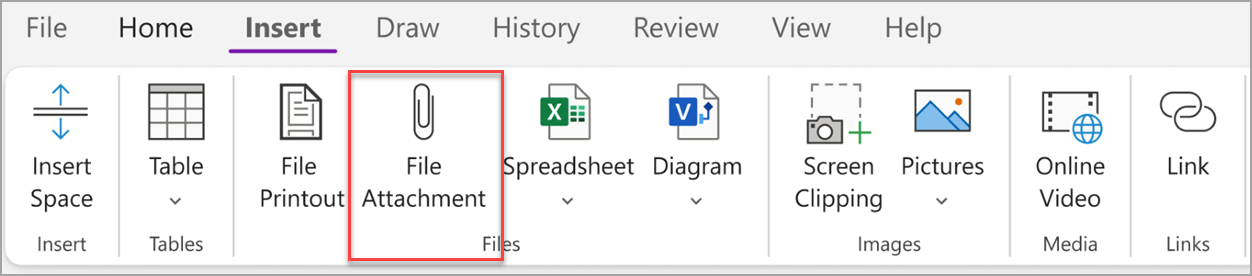 File Home Insert Draw History Review View Help
Insert Space
Table
File Printout
File Attachment
X
Spreadsheet
V
Diagram
Screen Clipping
Pictures
Online Video
Link
Insert Tables Files Images Media Links